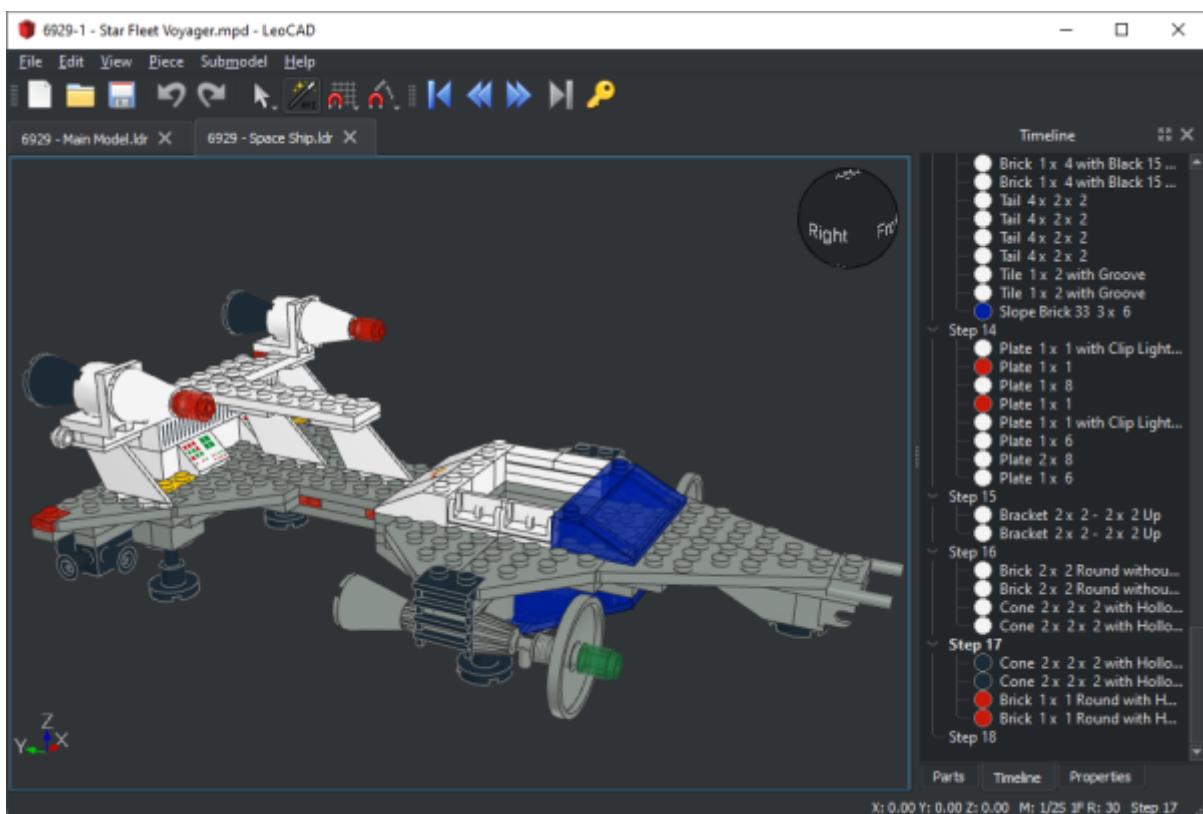 6929-1 - Star Fleet Voyager.mpd - LeoCAD
File Edit View Piece Submodel Help
6929 - Main Model.ldr
6929 - Space Ship.ldr
Timeline
Right
Brick 1 x 4 with Black 15 ...
Brick 1 x 4 with Black 15 ...
Tail 4 x 2 x 2
Tail 4 x 2 x 2
Tail 4 x 2 x 2
Tail 4 x 2 x 2
Tile 1 x 2 with Groove
Tile 1 x 2 with Groove
Slope Brick 33 3 x 6
Step 14
Plate 1 x 1 with Clip Light...
Plate 1 x 1
Plate 1 x 8
Plate 1 x 1
Plate 1 x 1 with Clip Light...
Plate 1 x 6
Plate 2 x 8
Plate 1 x 6
Step 15
Bracket 2 x 2 - 2 x 2 Up
Bracket 2 x 2 - 2 x 2 Up
Step 16
Brick 2 x 2 Round withou...
Brick 2 x 2 Round withou...
Cone 2 x 2 x 2 with Hollo...
Cone 2 x 2 x 2 with Hollo...
Step 17
Cone 2 x 2 x 2 with Hollo...
Cone 2 x 2 x 2 with Hollo...
Brick 1 x 1 Round with H...
Brick 1 x 1 Round with H...
Step 18
Z
Y X
Parts Timeline Properties
X: 0.00 Y: 0.00 Z: 0.00 M: 1/2S 1F R: 30 Step 17